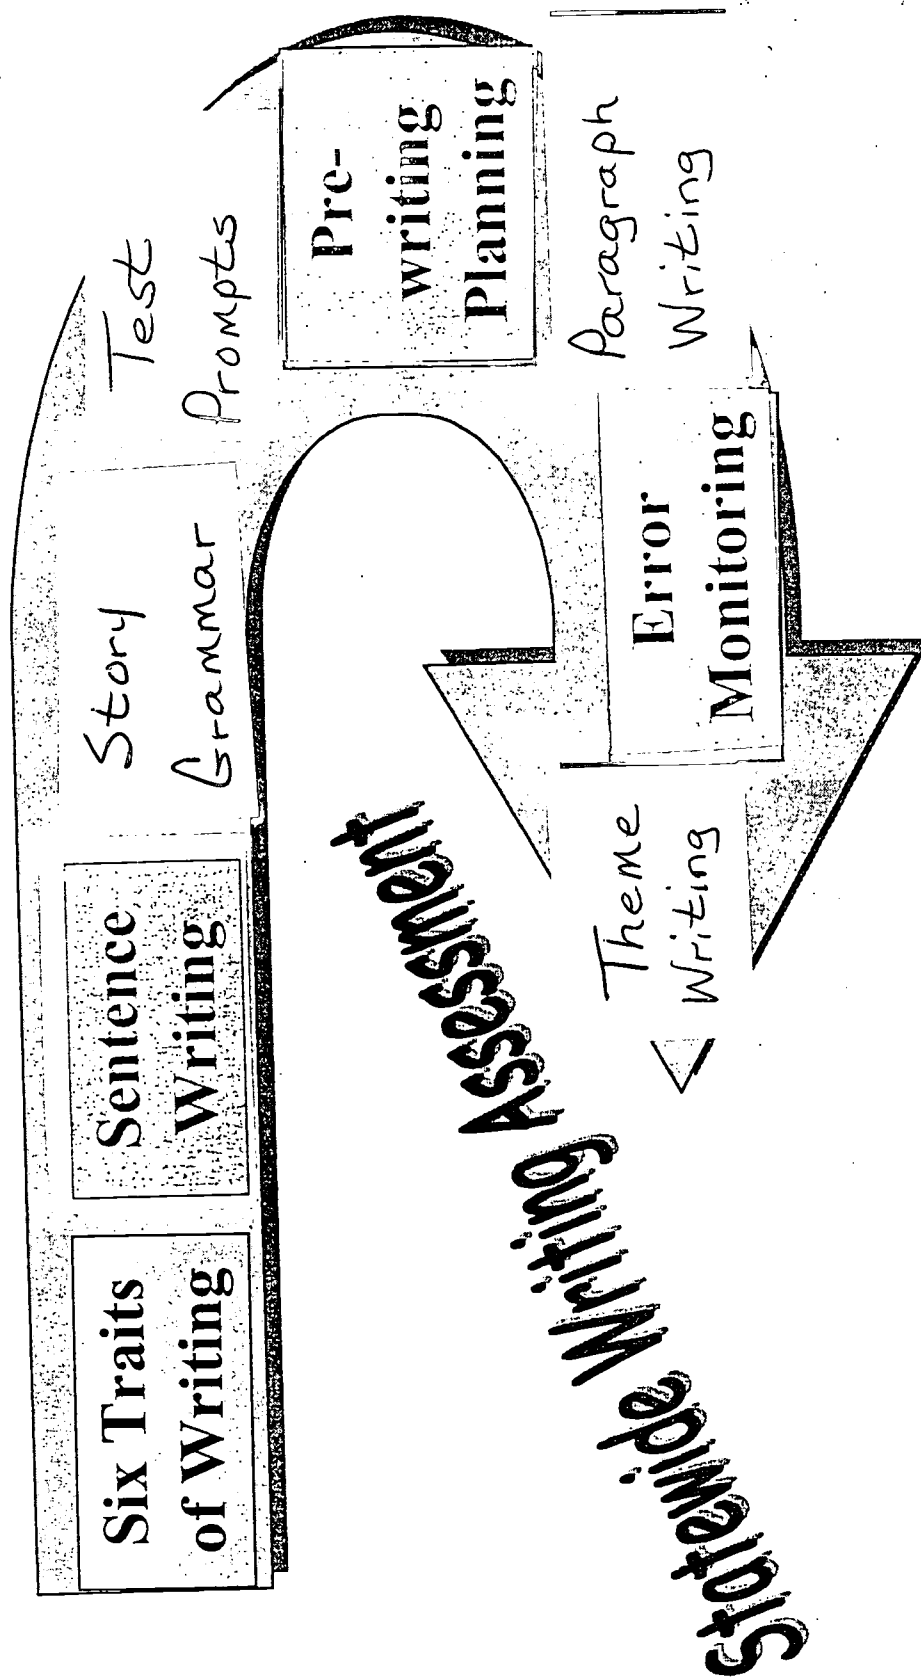 Six Traits
of Writing
Sentence
Writing
Story
Grammar
Test
Prompts
Pre-
writing
Planning
Paragraph
Writing
Error
Monitoring
Theme
Writing
Statewide Writing Assessment